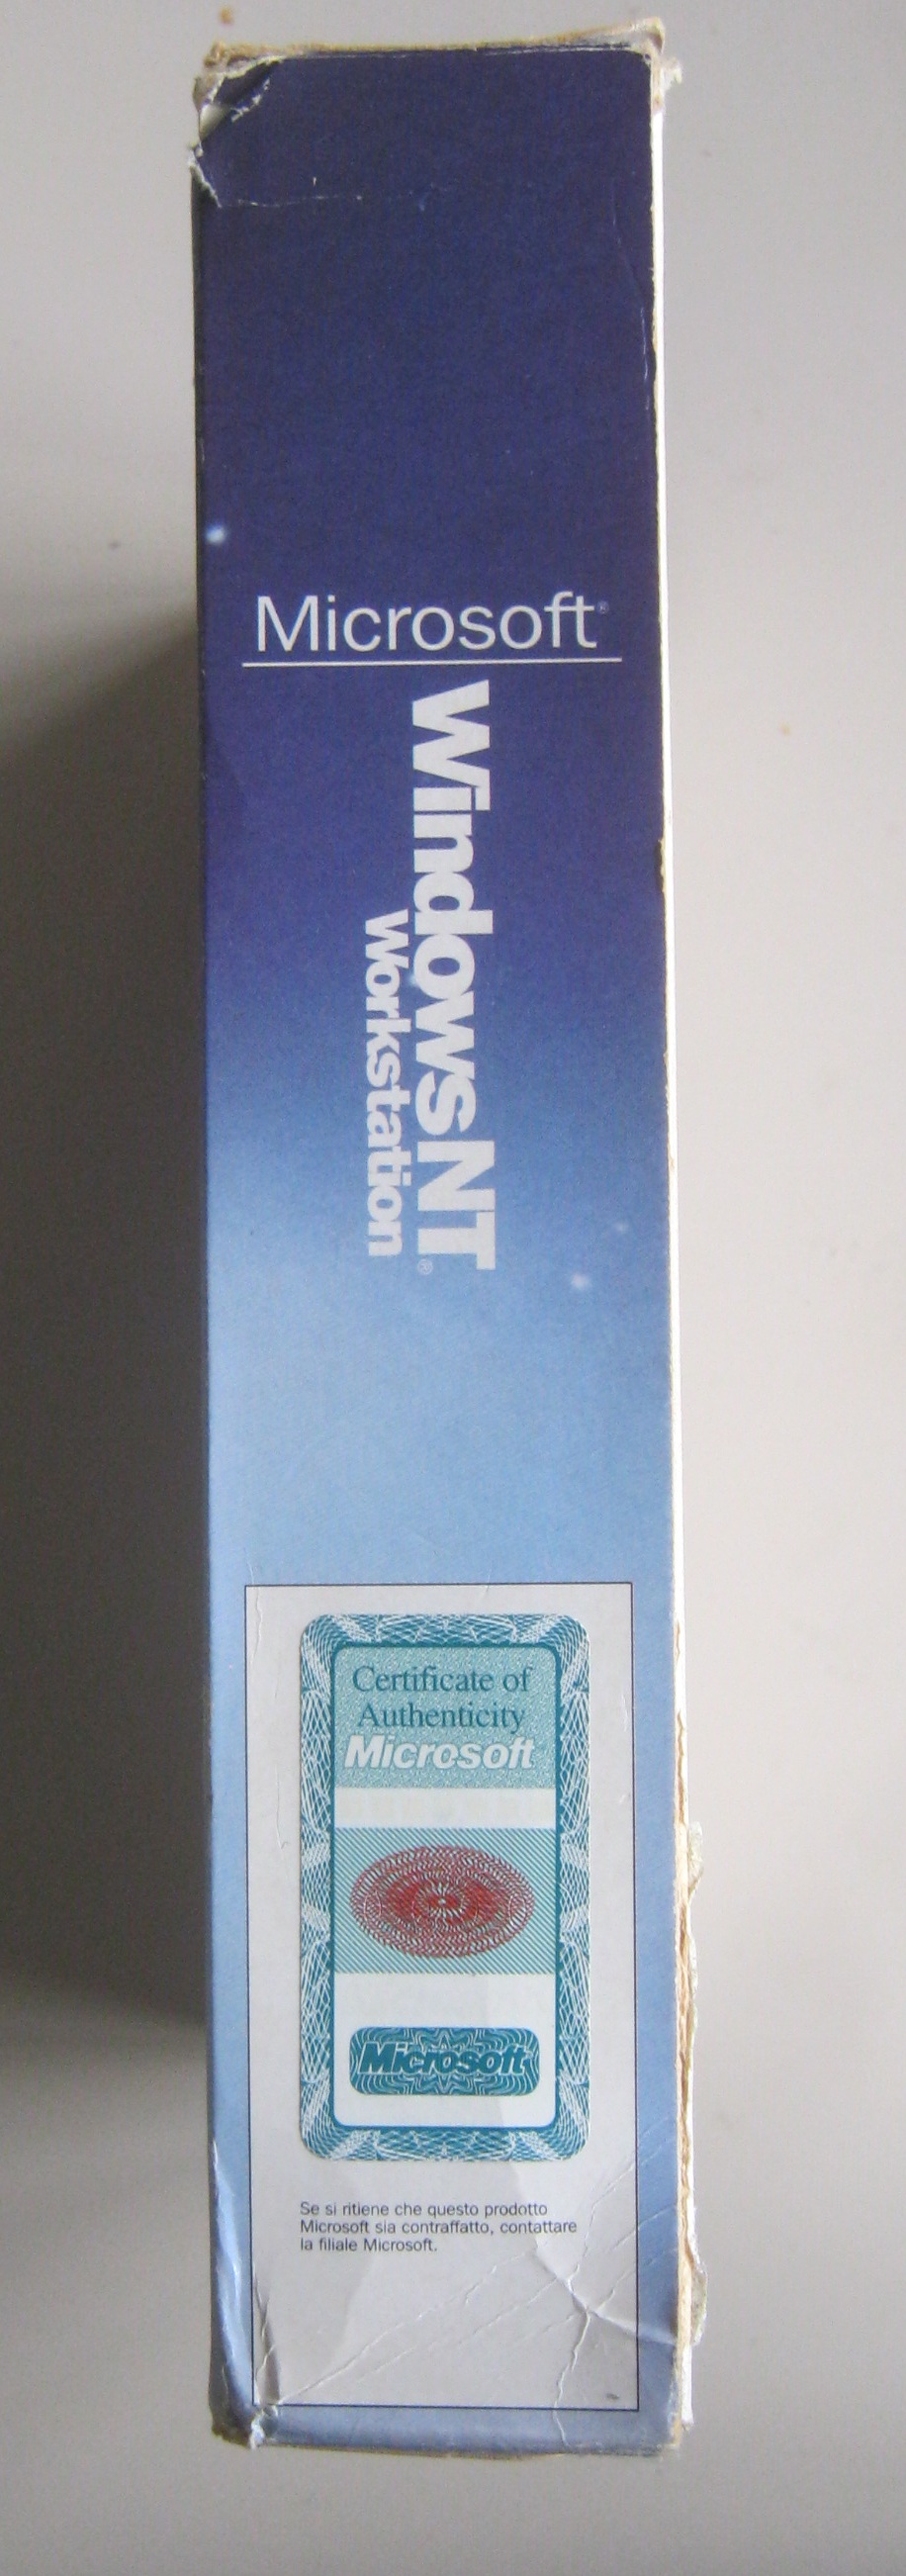 Microsoft®
Windows NT®
Workstation
Certificate of
Authenticity
Microsoft
Microsoft
Se si ritiene che questo prodotto
Microsoft sia contraffatto, contattare
la filiale Microsoft.